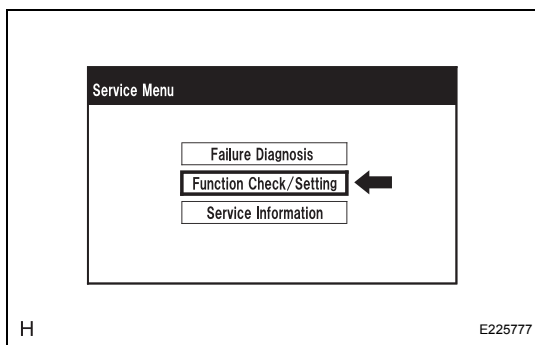 Service Menu
Failure Diagnosis
Function Check/Setting
Service Information
H
E225777